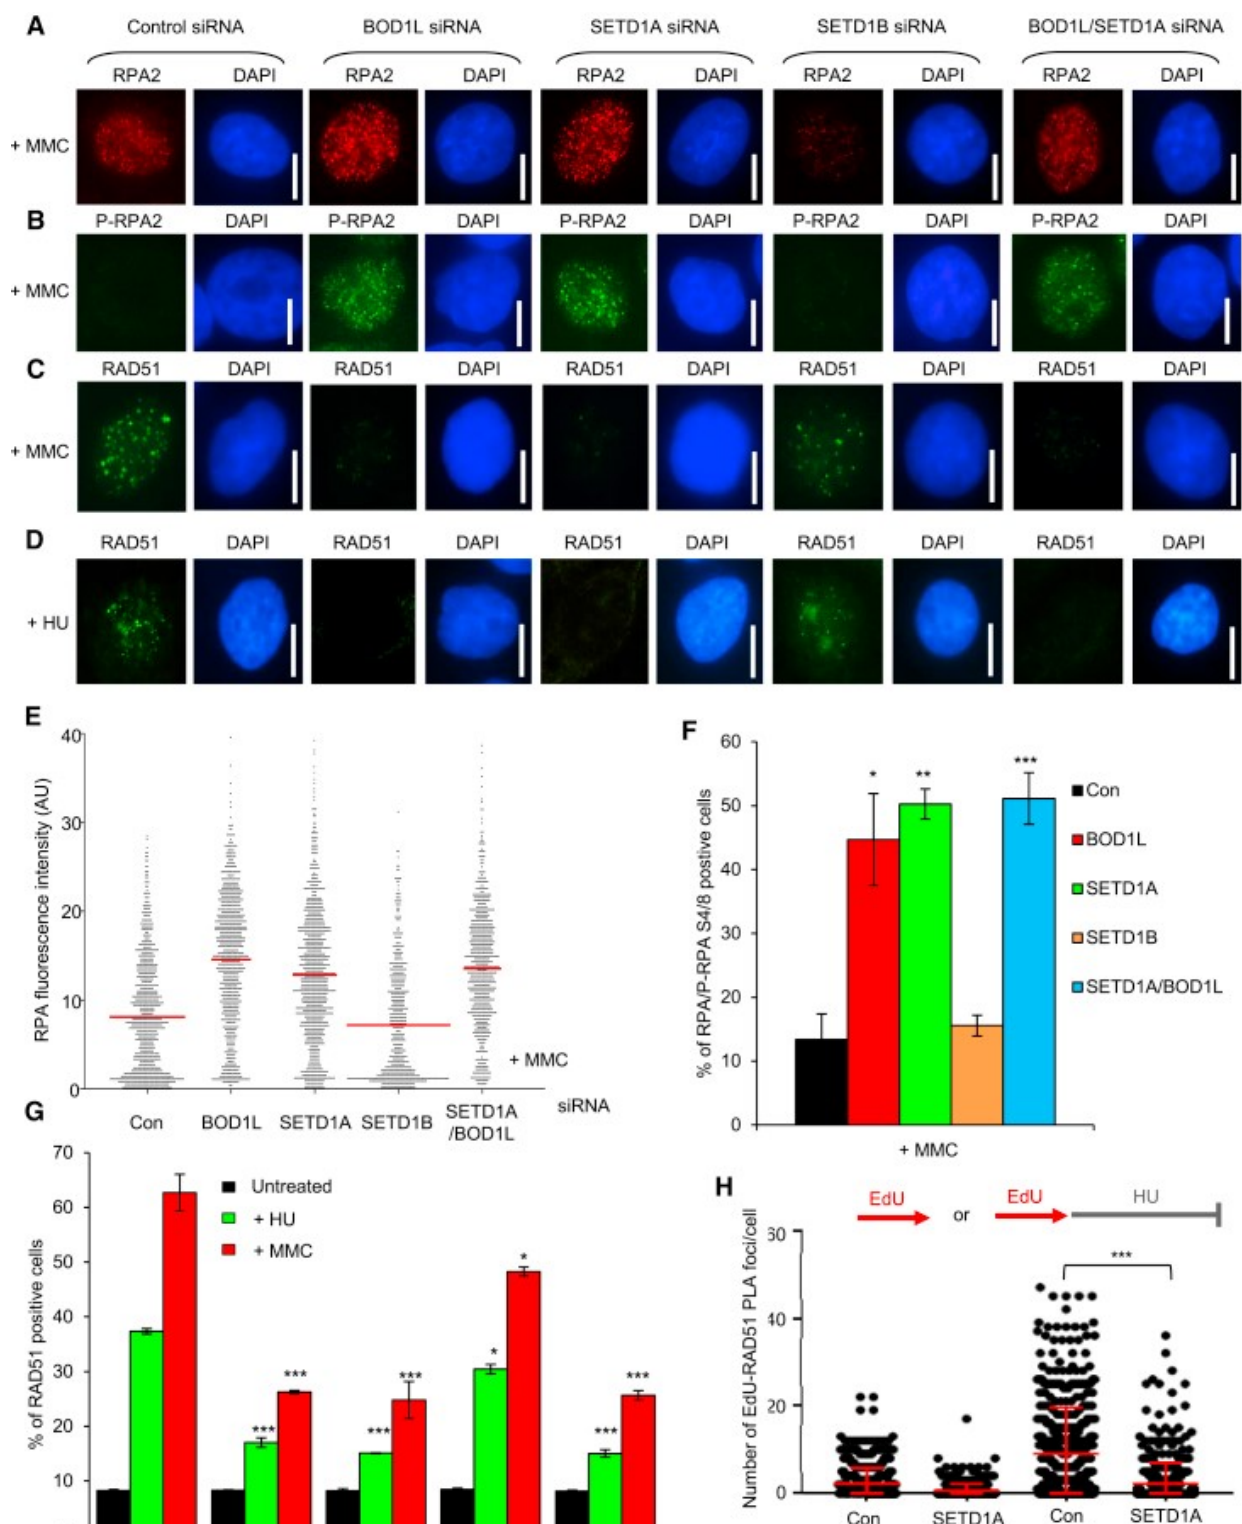 A
Control siRNA BOD1L siRNA SETD1A siRNA SETD1B siRNA BOD1L/SETD1A siRNA
RPA2 DAPI RPA2 DAPI RPA2 DAPI RPA2 DAPI RPA2 DAPI
+ MMC
B
P-RPA2 DAPI P-RPA2 DAPI P-RPA2 DAPI P-RPA2 DAPI P-RPA2 DAPI
+ MMC
C
RAD51 DAPI RAD51 DAPI RAD51 DAPI RAD51 DAPI RAD51 DAPI
+ MMC
D
RAD51 DAPI RAD51 DAPI RAD51 DAPI RAD51 DAPI RAD51 DAPI
+ HU
E
RPA fluorescence intensity (AU)
40
30
20
10
0
+ MMC
Con BOD1L SETD1A SETD1B SETD1A
/BOD1L
siRNA
F
% of RPA/P-RPA S4/8 postive cells
60
50
40
30
20
10
0
* ** ***
+ MMC
Con
BOD1L
SETD1A
SETD1B
SETD1A/BOD1L
G
% of RAD51 positive cells
70
60
50
40
30
20
10
Untreated
+ HU
+ MMC
*** *** *** *** * * *** ***
H
EdU or EdU HU
Number of EdU-RAD51 PLA foci/cell
60
40
20
0
***
Con SETD1A Con SETD1A